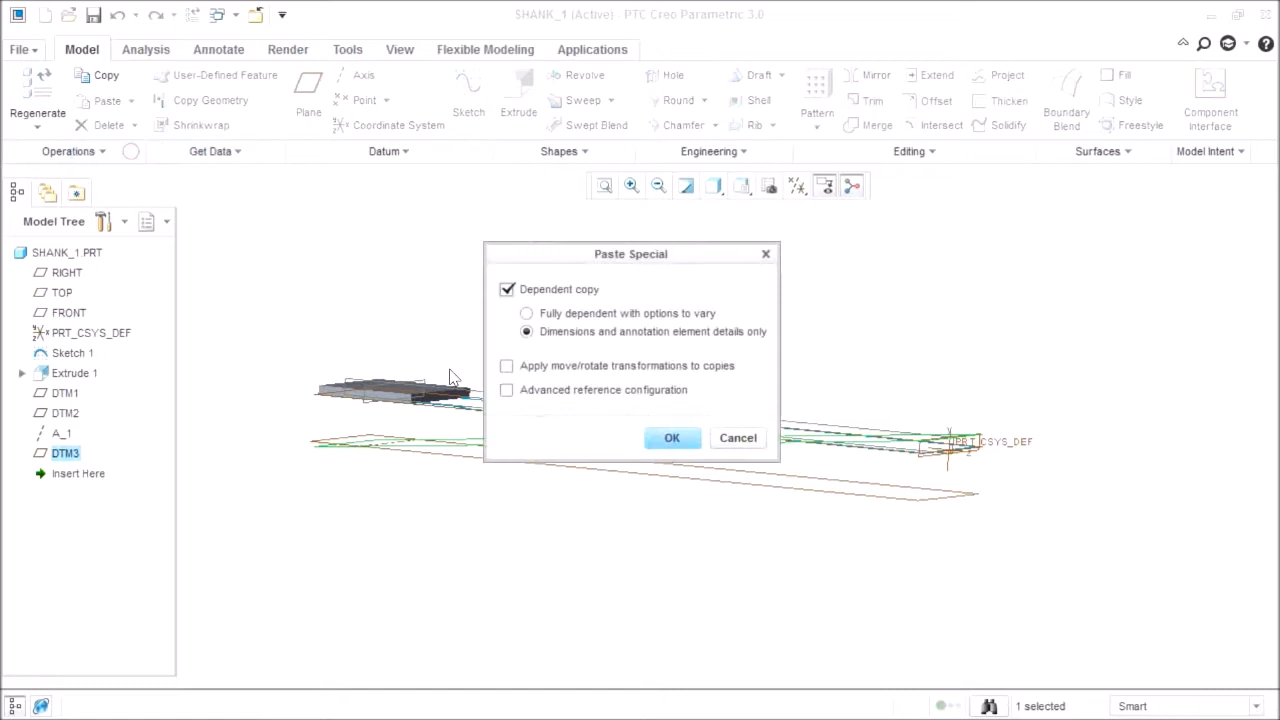 SHANK_1 (Active) - PTC Creo Parametric 3.0
File Model Analysis Annotate Render Tools View Flexible Modeling Applications
Copy User-Defined Feature Axis Revolve Hole Draft Mirror Extend Project Fill
Paste Copy Geometry Point Sweep Round Shell Trim Offset Thicken Style
Regenerate Plane Sketch Extrude Pattern Boundary Blend Component Interface
Delete Shrinkwrap Coordinate System Swept Blend Chamfer Rib Merge Intersect Solidify Freestyle
Operations Get Data Datum Shapes Engineering Editing Surfaces Model Intent
Model Tree
SHANK_1.PRT
RIGHT
TOP
FRONT
PRT_CSYS_DEF
Sketch 1
Extrude 1
DTM1
DTM2
A_1
DTM3
Insert Here
Paste Special
Dependent copy
Fully dependent with options to vary
Dimensions and annotation element details only
Apply move/rotate transformations to copies
Advanced reference configuration
OK Cancel
PRT_CSYS_DEF
1 selected Smart